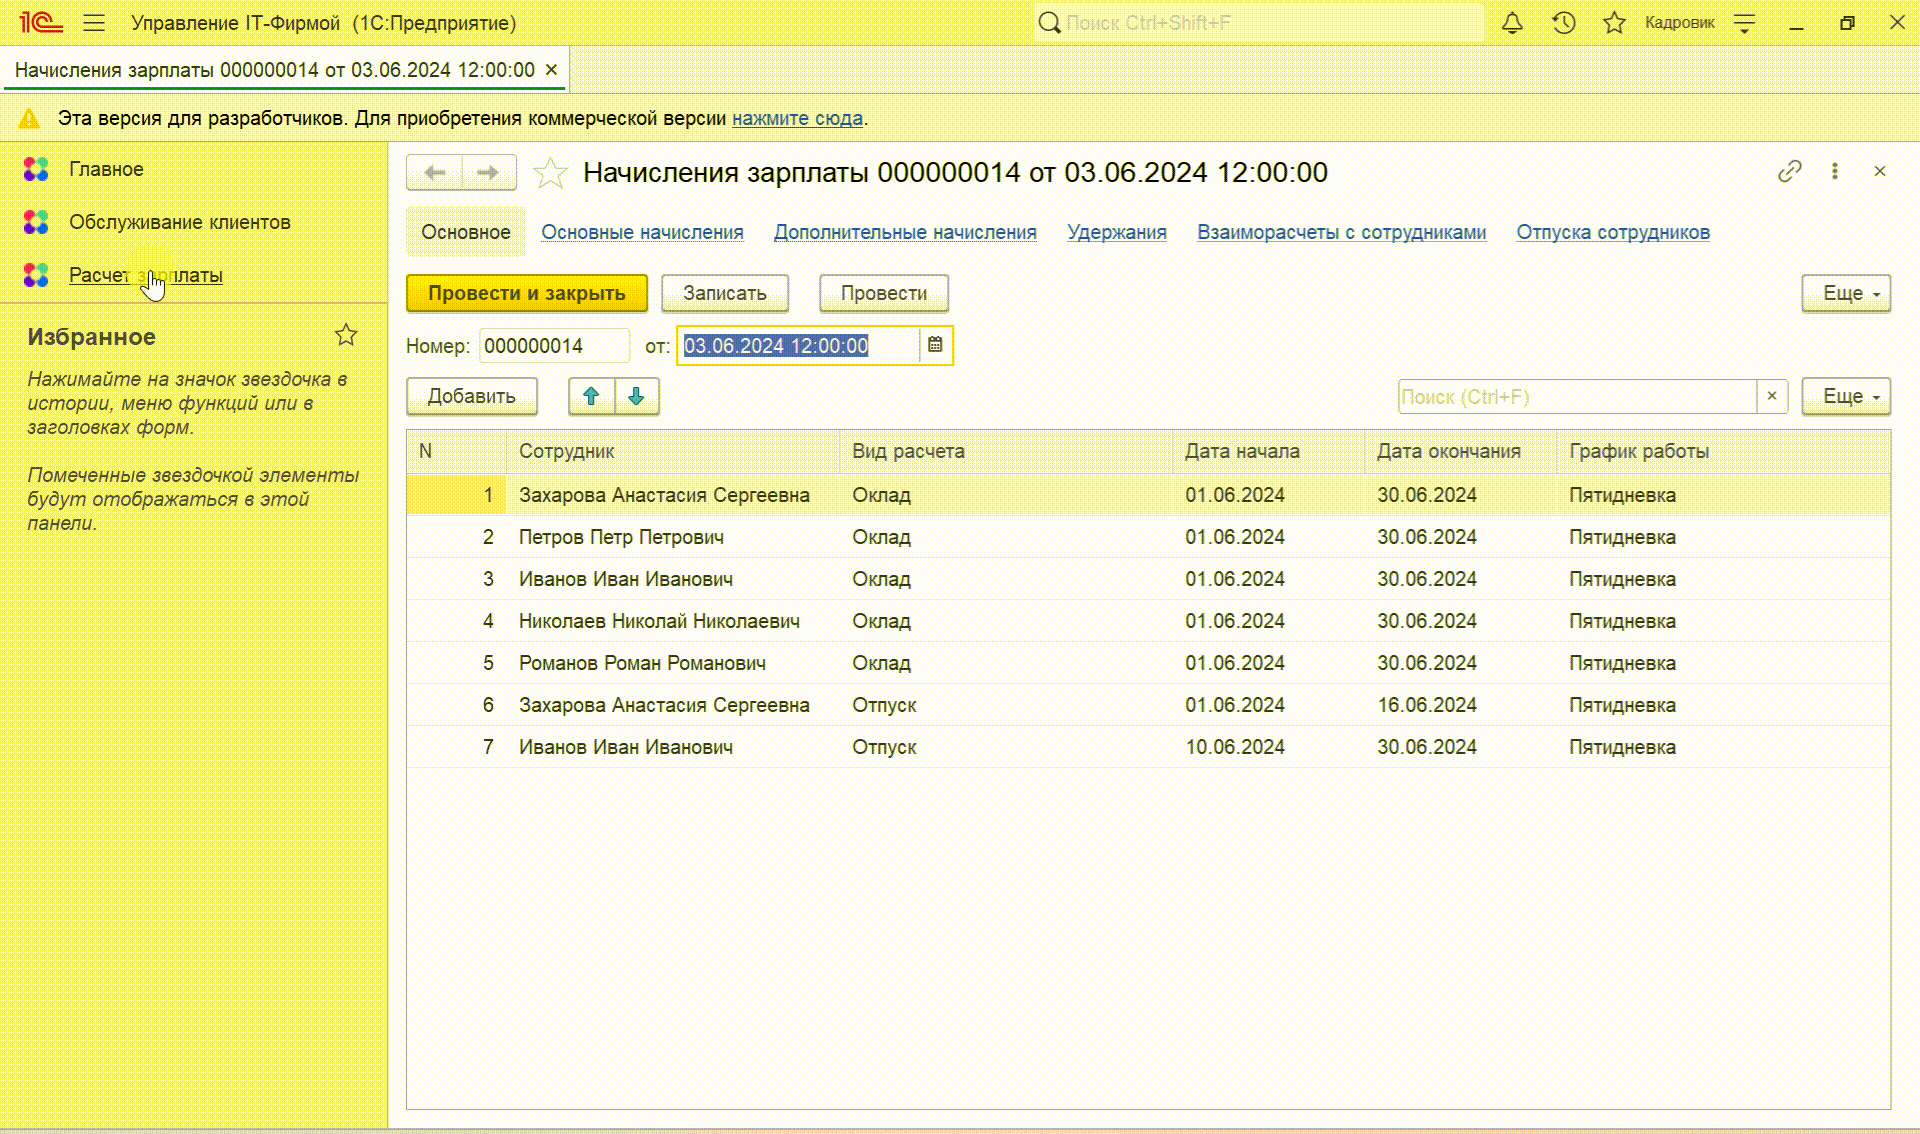 1С Управление IT-Фирмой (1С:Предприятие) Поиск Ctrl+Shift+F Кадровик
Начисления зарплаты 000000014 от 03.06.2024 12:00:00 ×
Эта версия для разработчиков. Для приобретения коммерческой версии нажмите сюда.
Главное
Обслуживание клиентов
Расчет зарплаты
Избранное
Нажимайте на значок звездочка в
истории, меню функций или в
заголовках форм.
Помеченные звездочкой элементы
будут отображаться в этой
панели.
Начисления зарплаты 000000014 от 03.06.2024 12:00:00
Основное Основные начисления Дополнительные начисления Удержания Взаиморасчеты с сотрудниками Отпуска сотрудников
Провести и закрыть Записать Провести Еще
Номер: 000000014 от: 03.06.2024 12:00:00
Добавить Поиск (Ctrl+F) × Еще
N Сотрудник Вид расчета Дата начала Дата окончания График работы
1 Захарова Анастасия Сергеевна Оклад 01.06.2024 30.06.2024 Пятидневка
2 Петров Петр Петрович Оклад 01.06.2024 30.06.2024 Пятидневка
3 Иванов Иван Иванович Оклад 01.06.2024 30.06.2024 Пятидневка
4 Николаев Николай Николаевич Оклад 01.06.2024 30.06.2024 Пятидневка
5 Романов Роман Романович Оклад 01.06.2024 30.06.2024 Пятидневка
6 Захарова Анастасия Сергеевна Отпуск 01.06.2024 16.06.2024 Пятидневка
7 Иванов Иван Иванович Отпуск 10.06.2024 30.06.2024 Пятидневка